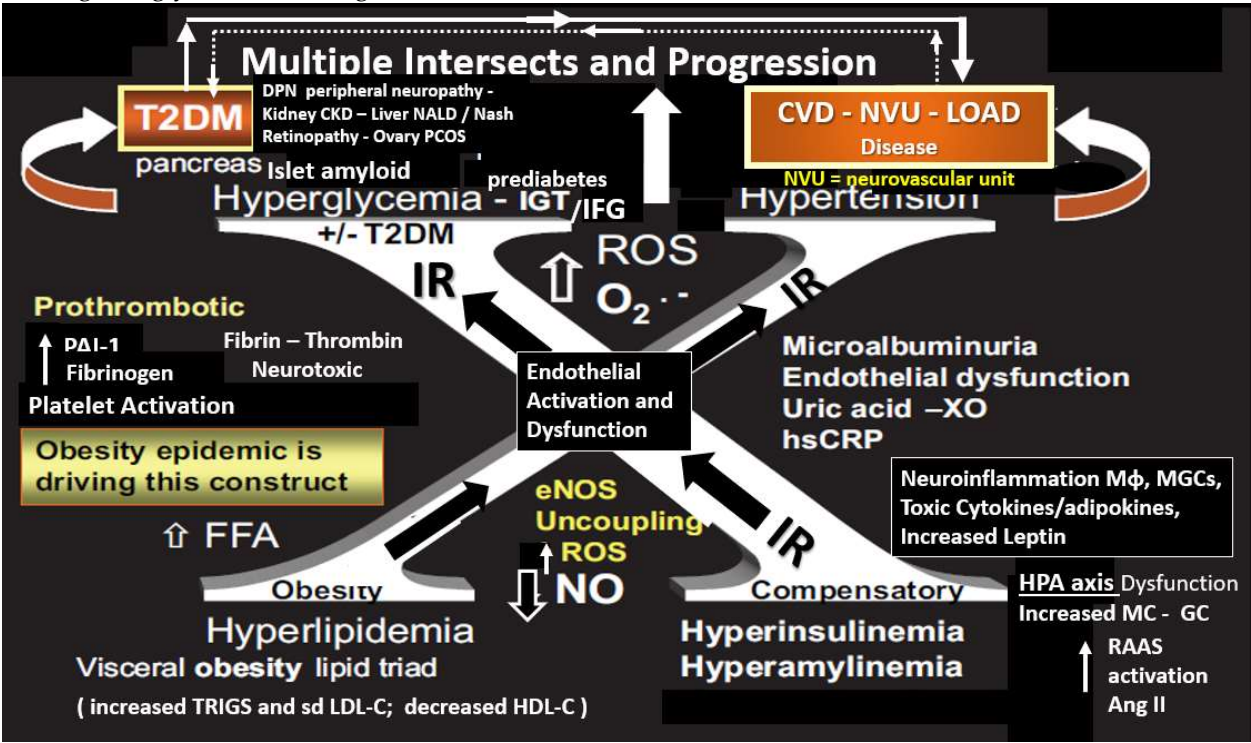 Multiple Intersects and Progression
T2DM
pancreas
DPN peripheral neuropathy -
Kidney CKD – Liver NALD / Nash
Retinopathy - Ovary PCOS
Islet amyloid
prediabetes
Hyperglycemia - IGT
/IFG
+/- T2DM
CVD - NVU - LOAD
Disease
NVU = neurovascular unit
Hypertension
IR
ROS
O2 · -
IR
Prothrombotic
PAI-1
Fibrinogen
Platelet Activation
Fibrin – Thrombin
Neurotoxic
Endothelial
Activation and
Dysfunction
Microalbuminuria
Endothelial dysfunction
Uric acid –XO
hsCRP
Obesity epidemic is
driving this construct
FFA
eNOS
Uncoupling
ROS
NO
IR
Neuroinflammation Mϕ, MGCs,
Toxic Cytokines/adipokines,
Increased Leptin
Obesity
Hyperlipidemia
Visceral obesity lipid triad
( increased TRIGS and sd LDL-C; decreased HDL-C )
Compensatory
Hyperinsulinemia
Hyperamylinemia
HPA axis Dysfunction
Increased MC - GC
RAAS
activation
Ang II